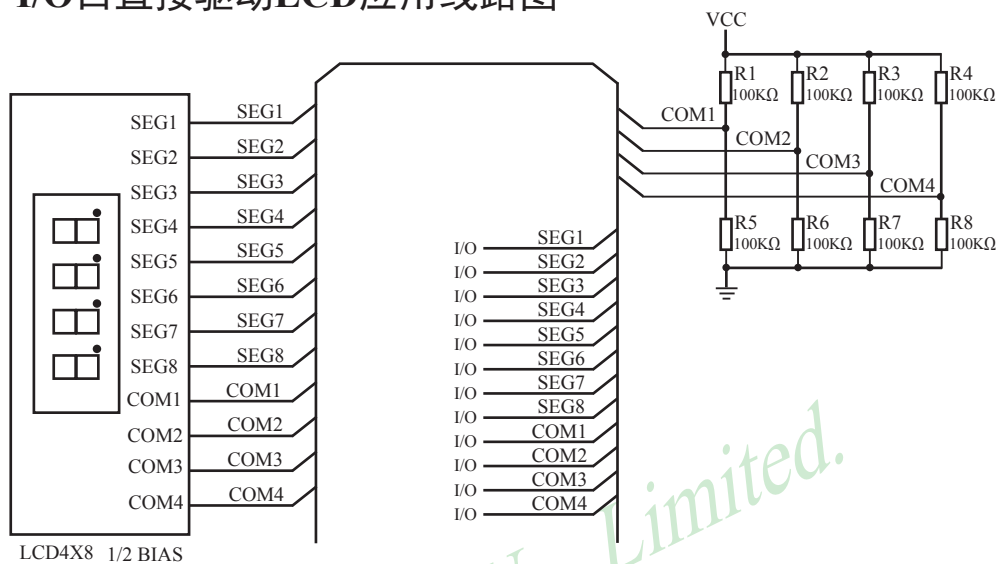 I/O口直接驱动LCD应用线路图
VCC
R1
100KΩ
R2
100KΩ
R3
100KΩ
R4
100KΩ
COM1
COM2
COM3
COM4
R5
100KΩ
R6
100KΩ
R7
100KΩ
R8
100KΩ
SEG1 SEG1
SEG2 SEG2
SEG3 SEG3
SEG4 SEG4
SEG5 SEG5
SEG6 SEG6
SEG7 SEG7
SEG8 SEG8
COM1 COM1
COM2 COM2
COM3 COM3
COM4 COM4
LCD4X8 1/2 BIAS
I/O SEG1
I/O SEG2
I/O SEG3
I/O SEG4
I/O SEG5
I/O SEG6
I/O SEG7
I/O SEG8
I/O COM1
I/O COM2
I/O COM3
I/O COM4
Limited.